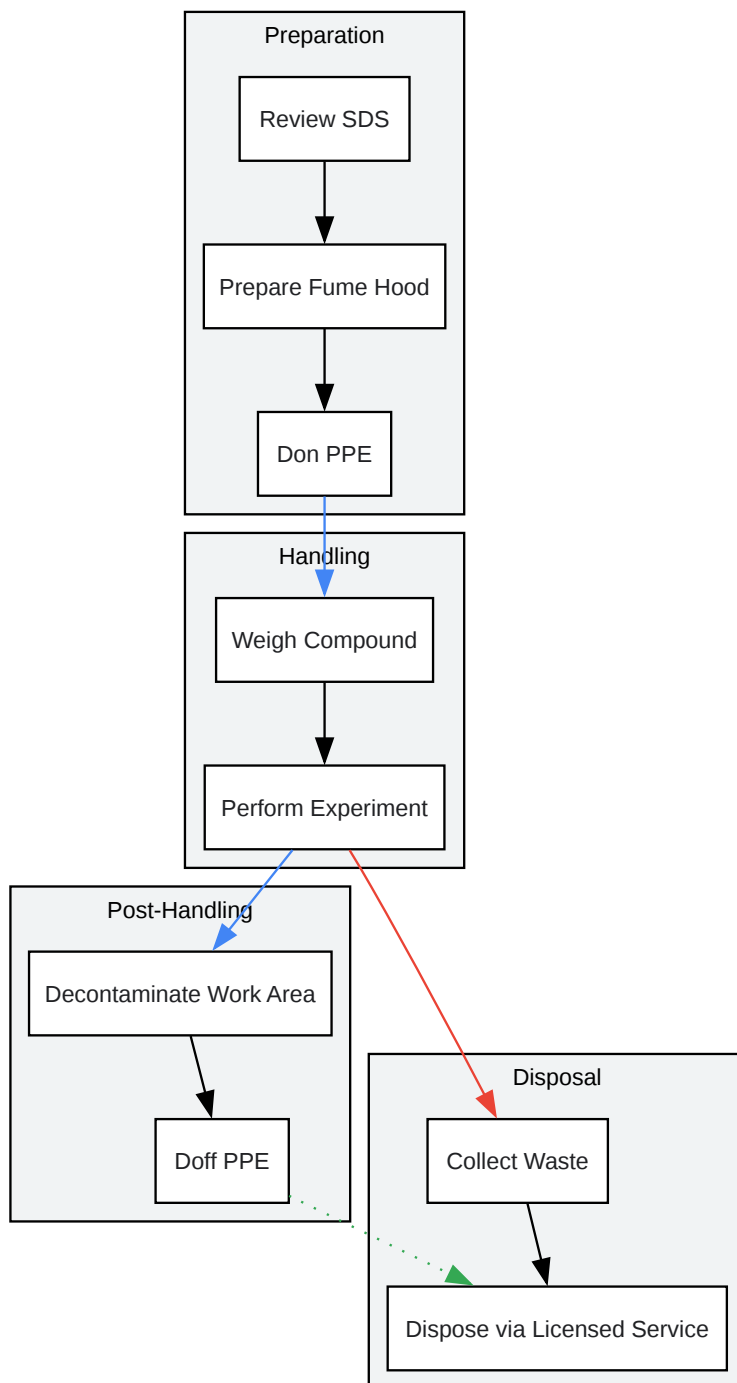 Preparation
Review SDS
Prepare Fume Hood
Don PPE
Handling
Weigh Compound
Perform Experiment
Post-Handling
Decontaminate Work Area
Doff PPE
Disposal
Collect Waste
Dispose via Licensed Service